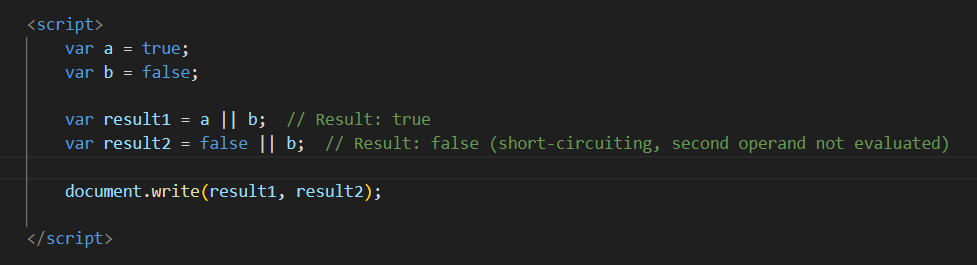 <script>
var a = true;
var b = false;
var result1 = a || b;  // Result: true
var result2 = false || b;  // Result: false (short-circuiting, second operand not evaluated)
document.write(result1, result2);
</script>